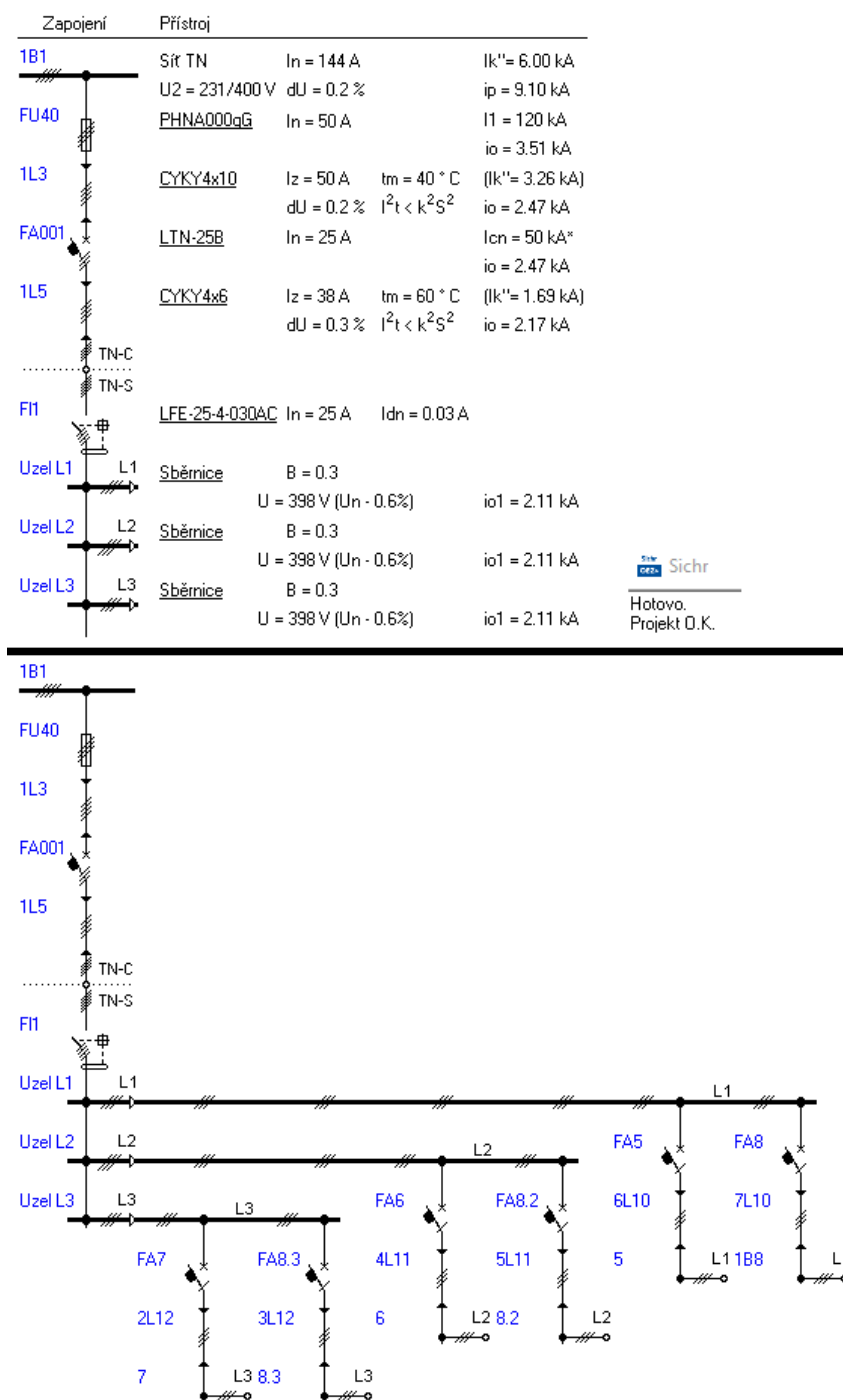 Zapojení Přístroj
1B1 Síť TN In = 144 A Ik''= 6.00 kA
U2 = 231/400 V dU = 0.2 % ip = 9.10 kA
FU40 PHNA000gG In = 50 A I1 = 120 kA
io = 3.51 kA
1L3 CYKY4x10 Iz = 50 A tm = 40 ° C (Ik''= 3.26 kA)
dU = 0.2 % I²t < k²S² io = 2.47 kA
FA001 LTN-25B In = 25 A Icn = 50 kA*
io = 2.47 kA
1L5 CYKY4x6 Iz = 38 A tm = 60 ° C (Ik''= 1.69 kA)
dU = 0.3 % I²t < k²S² io = 2.17 kA
TN-C
TN-S
FI1 LFE-25-4-030AC In = 25 A Idn = 0.03 A
Uzel L1 L1 Sběrnice B = 0.3
U = 398 V (Un - 0.6%) io1 = 2.11 kA
Uzel L2 L2 Sběrnice B = 0.3
U = 398 V (Un - 0.6%) io1 = 2.11 kA
Uzel L3 L3 Sběrnice B = 0.3
U = 398 V (Un - 0.6%) io1 = 2.11 kA
Sichr OEZ Sichr
Hotovo.
Projekt O.K.
1B1
FU40
1L3
FA001
1L5
TN-C
TN-S
FI1
Uzel L1 L1 L1
Uzel L2 L2 L2 FA5 FA8
Uzel L3 L3 L3 FA6 FA8.2 6L10 7L10
FA7 FA8.3 4L11 5L11 5 L1 1B8 L
2L12 3L12 6 L2 8.2 L2
7 L3 8.3 L3